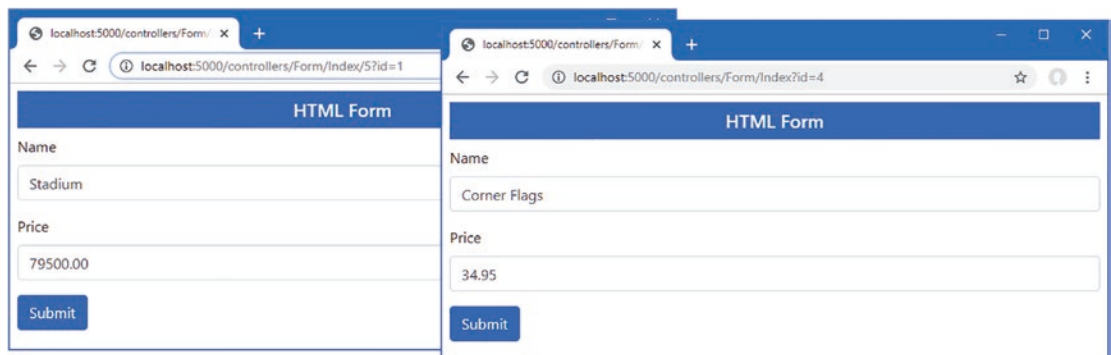 localhost:5000/controllers/Form/
localhost:5000/controllers/Form/Index/5?id=1
HTML Form
Name
Stadium
Price
79500.00
Submit
localhost:5000/controllers/Form/
localhost:5000/controllers/Form/Index?id=4
HTML Form
Name
Corner Flags
Price
34.95
Submit